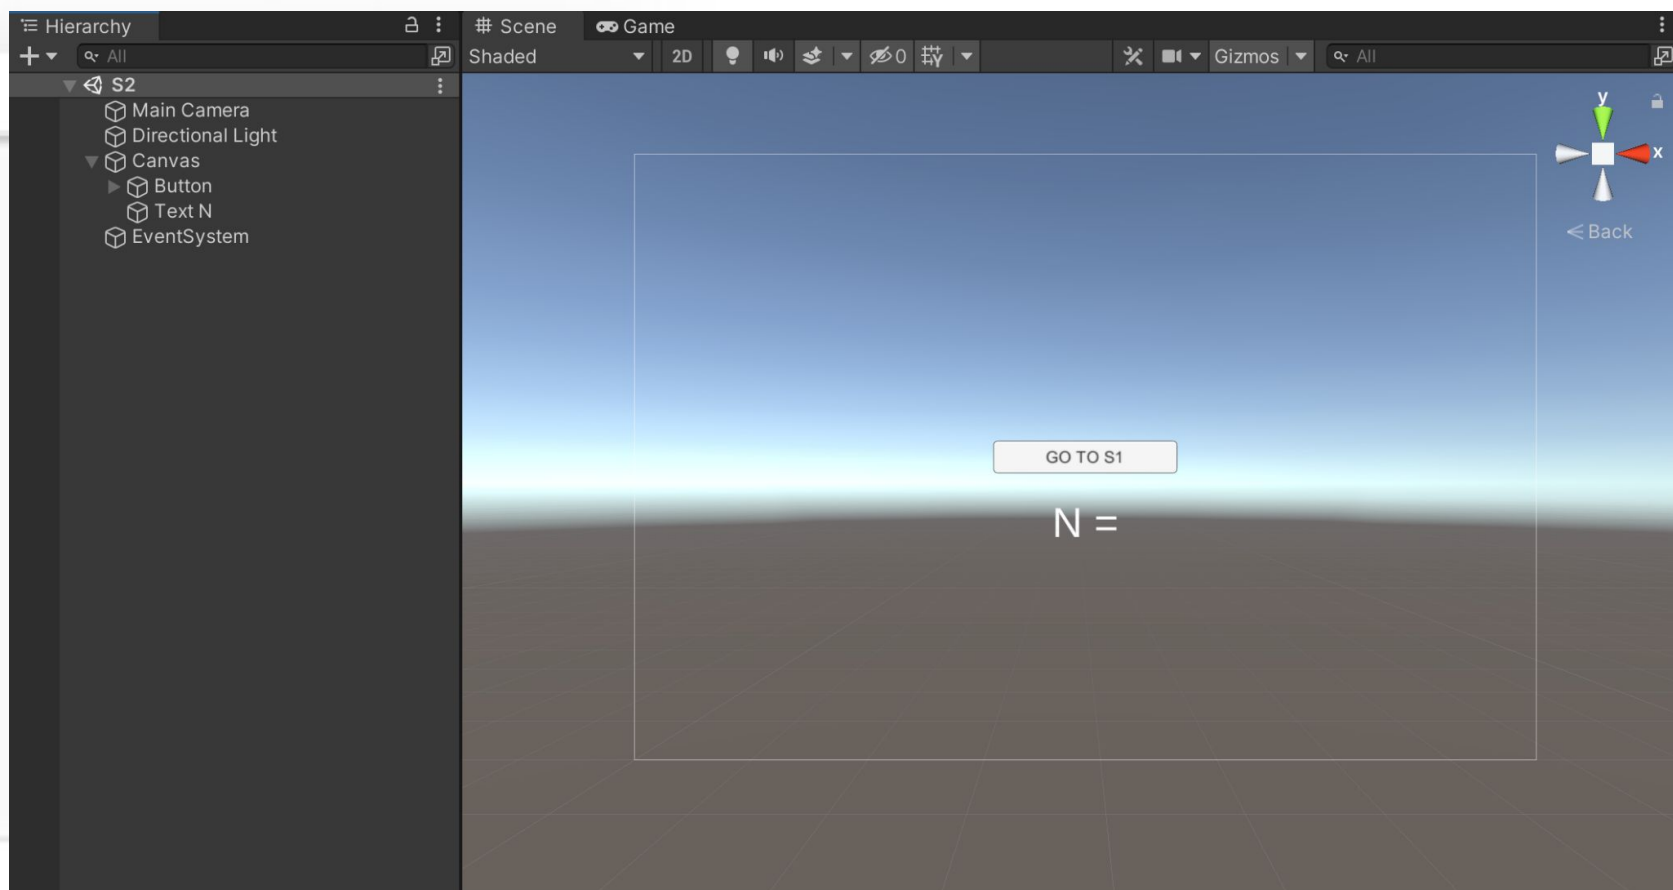 Hierarchy
All
S2
Main Camera
Directional Light
Canvas
Button
Text N
EventSystem
Scene
Game
Shaded
2D
0
Gizmos
All
y
x
Back
GO TO S1
N =